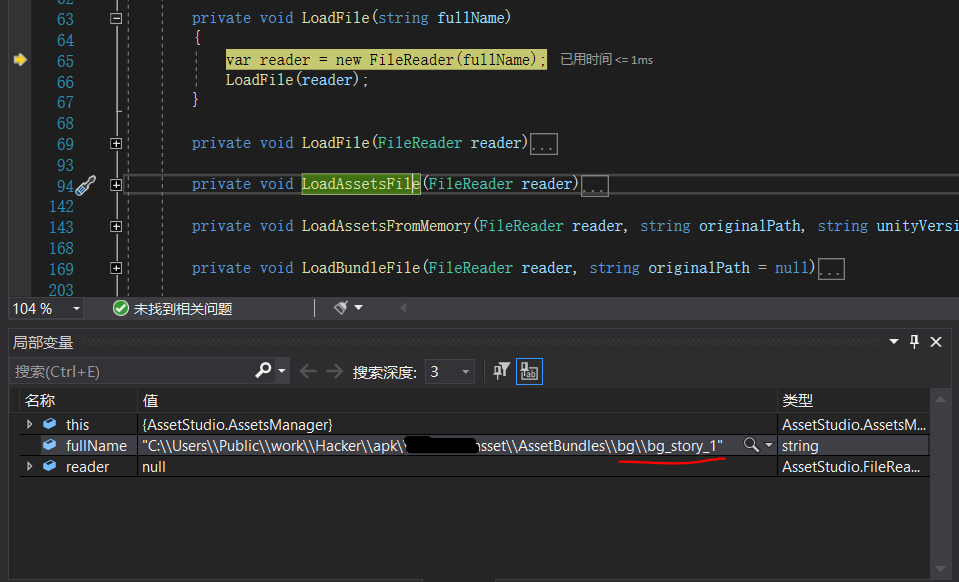 62
63 private void LoadFile(string fullName)
64 {
65 var reader = new FileReader(fullName); 已用时间 <= 1ms
66 LoadFile(reader);
67 }
68
69 private void LoadFile(FileReader reader)...
93
94 private void LoadAssetsFile(FileReader reader)...
142
143 private void LoadAssetsFromMemory(FileReader reader, string originalPath, string unityVersi
168
169 private void LoadBundleFile(FileReader reader, string originalPath = null)...
203
104 % 未找到相关问题
局部变量
搜索(Ctrl+E) 搜索深度: 3
名称 值 类型
this {AssetStudio.AssetsManager} AssetStudio.AssetsM...
fullName "C:\\Users\\Public\\work\\Hacker\\apk\ sset\\AssetBundles\\bg\\bg_story_1" string
reader null AssetStudio.FileRea...